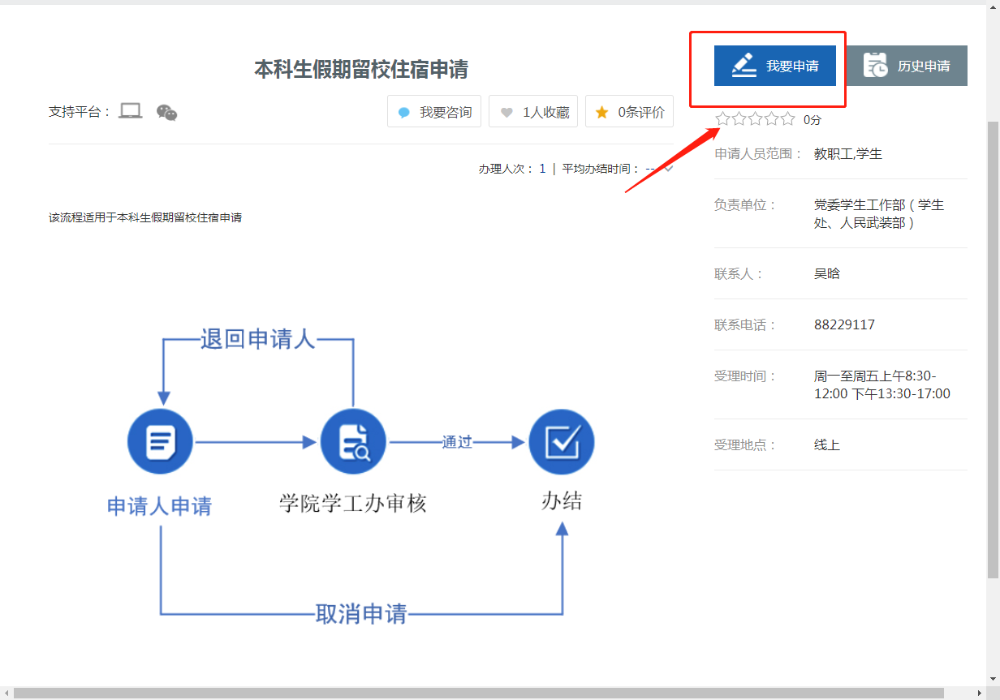 本科生假期留校住宿申请
我要申请
历史申请
支持平台：
我要咨询
1人收藏
0条评价
0分
办理人次： 1 | 平均办结时间： --
申请人员范围： 教职工,学生
该流程适用于本科生假期留校住宿申请
负责单位： 党委学生工作部（学生
处、人民武装部）
联系人： 吴晗
联系电话： 88229117
受理时间： 周一至周五上午8:30-
12:00 下午13:30-17:00
受理地点： 线上
退回申请人
通过
申请人申请
学院学工办审核
办结
取消申请